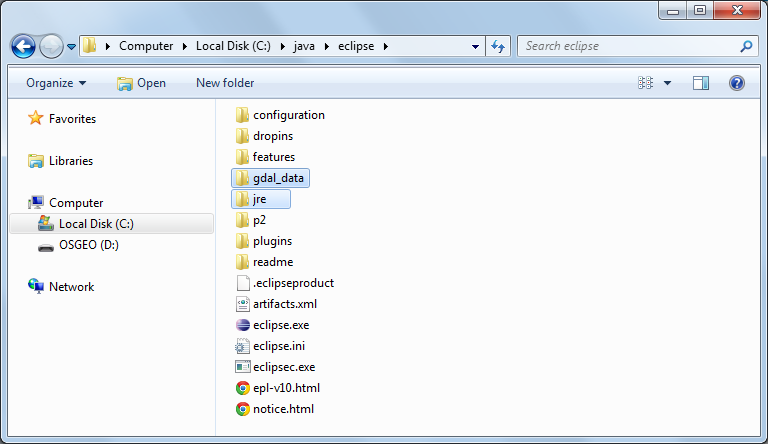 Computer Local Disk (C:) java eclipse Search eclipse
Organize Open New folder
Favorites
Libraries
Computer
Local Disk (C:)
OSGEO (D:)
Network
configuration
dropins
features
gdal_data
jre
p2
plugins
readme
.eclipseproduct
artifacts.xml
eclipse.exe
eclipse.ini
eclipsec.exe
epl-v10.html
notice.html